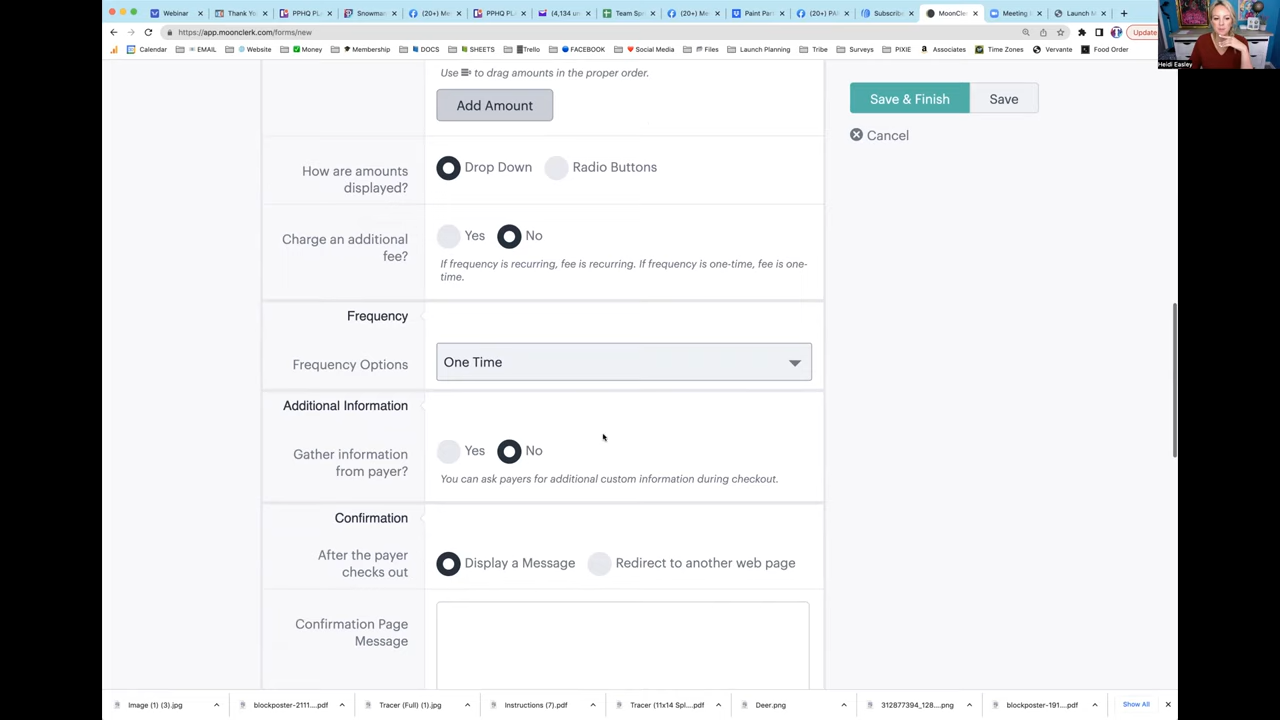 Webinar
Thank You
PPHQ PL
Snowma
(20+) Me
PPHQ PL
(4,134 un
Team Sp
(20+) Me
Paint Par
(20+) Me
Subscribe
MoonCler
Meeting
Launch M
https://app.moonclerk.com/forms/new
Update
Calendar
EMAIL
Website
Money
Membership
DOCS
SHEETS
Trello
FACEBOOK
Social Media
Files
Launch Planning
Tribe
Surveys
PIXIE
Associates
Time Zones
Vervante
Food Order
Heidi Easley
Use to drag amounts in the proper order.
Add Amount
Save & Finish
Save
Cancel
How are amounts
displayed?
Drop Down
Radio Buttons
Charge an additional
fee?
Yes
No
If frequency is recurring, fee is recurring. If frequency is one-time, fee is one-
time.
Frequency
Frequency Options
One Time
Additional Information
Gather information
from payer?
Yes
No
You can ask payers for additional custom information during checkout.
Confirmation
After the payer
checks out
Display a Message
Redirect to another web page
Confirmation Page
Message
Image (1) (3).jpg
blockposter-2111....pdf
Tracer (Full) (1).jpg
Instructions (7).pdf
Tracer (11x14 Spl....pdf
Deer.png
312877394_128....png
blockposter-191....pdf
Show All